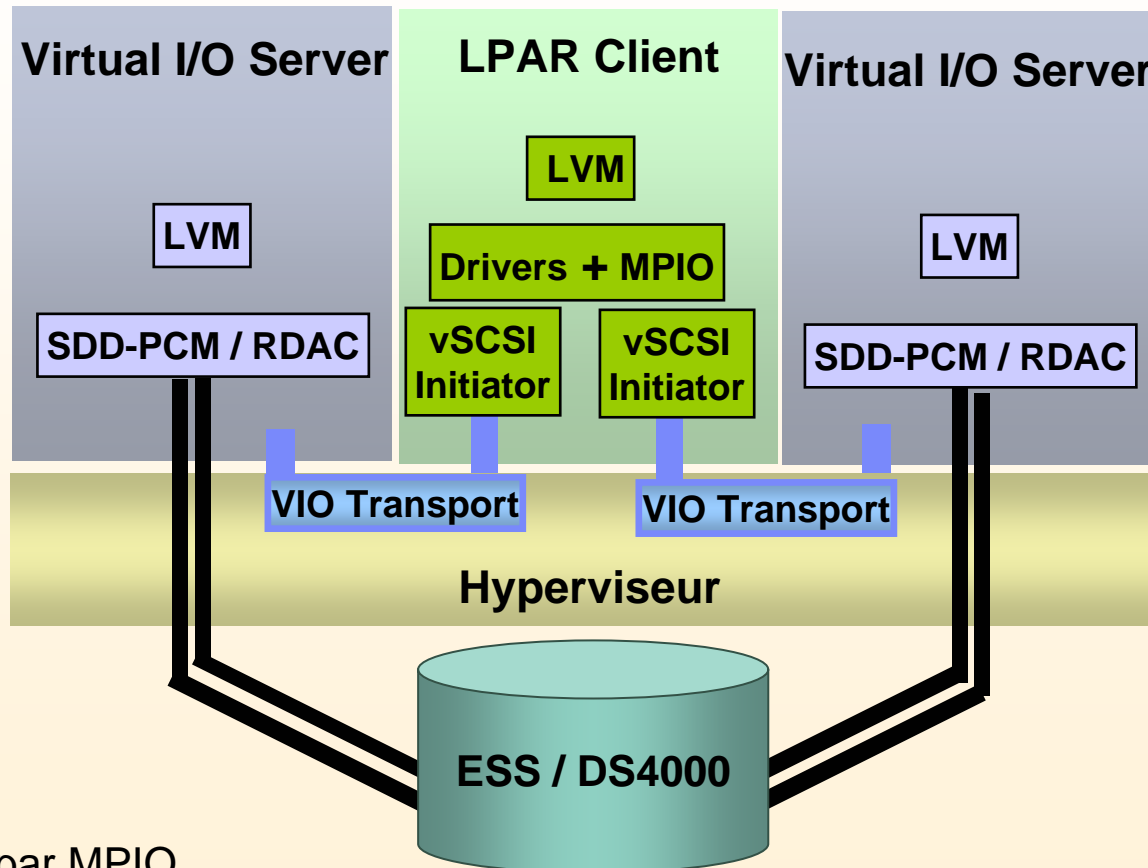 Virtual I/O Server
LPAR Client
Virtual I/O Server
LVM
LVM
LVM
Drivers + MPIO
SDD-PCM / RDAC
vSCSI
Initiator
vSCSI
Initiator
SDD-PCM / RDAC
VIO Transport
VIO Transport
Hyperviseur
ESS / DS4000
par MPIO